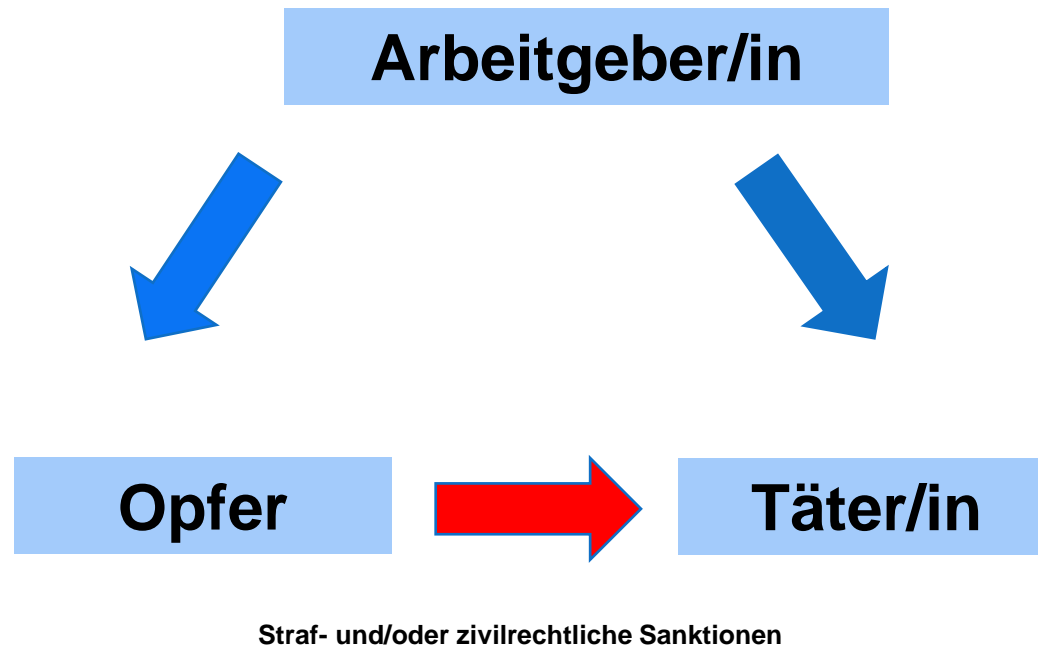 Arbeitgeber/in
Opfer
Täter/in
Straf- und/oder zivilrechtliche Sanktionen